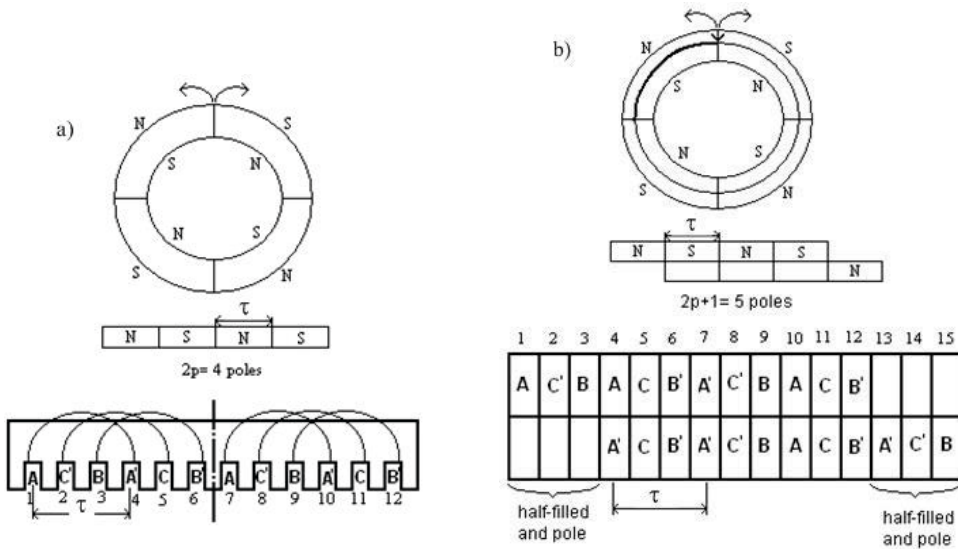 a)
N
S
S
N
N
S
S
N
τ
N S N S
2p= 4 poles
A C' B A' C B' A C' B A' C B'
1 2 3 4 5 6 7 8 9 10 11 12
τ
b)
N
S
S
N
N
S
S
N
τ
N S N S
N
2p+1= 5 poles
1 2 3 4 5 6 7 8 9 10 11 12 13 14 15
A C' B A C B' A' C' B A C B'
A' C B' A' C B A C B' A' C' B
half-filled
and pole
τ
half-filled
and pole